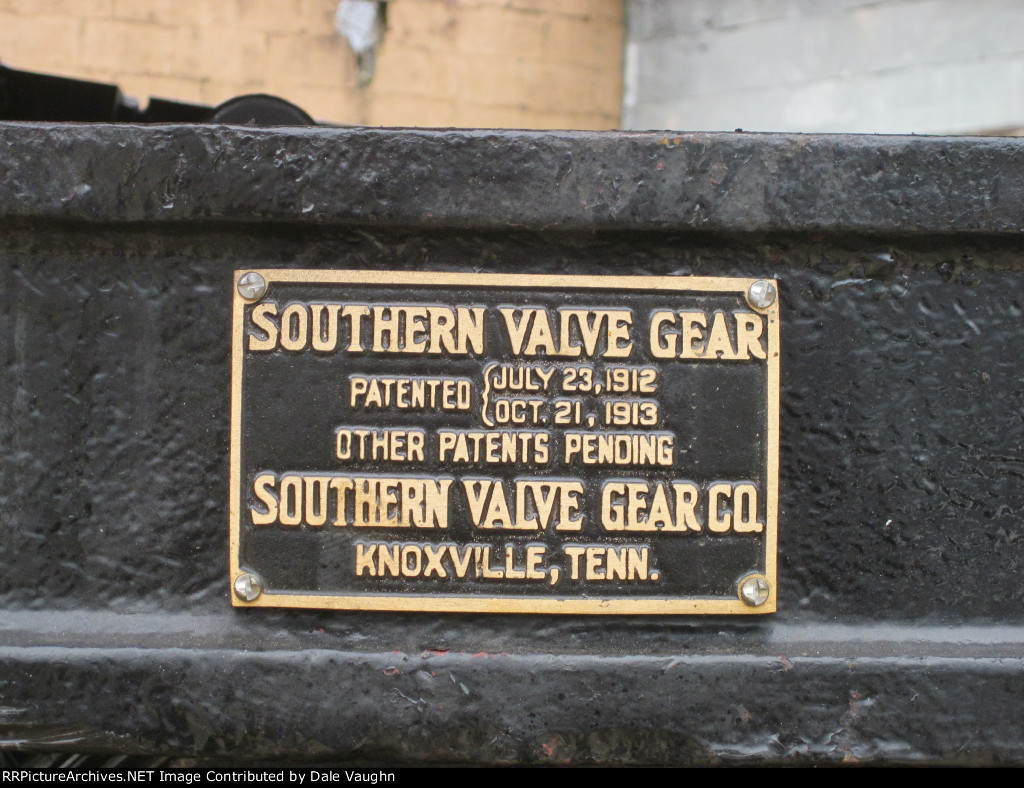 SOUTHERN VALVE GEAR
PATENTED { JULY 23, 1912
OCT. 21, 1913
OTHER PATENTS PENDING
SOUTHERN VALVE GEAR CO.
KNOXVILLE, TENN.
RRPictureArchives.NET Image Contributed by Dale Vaughn